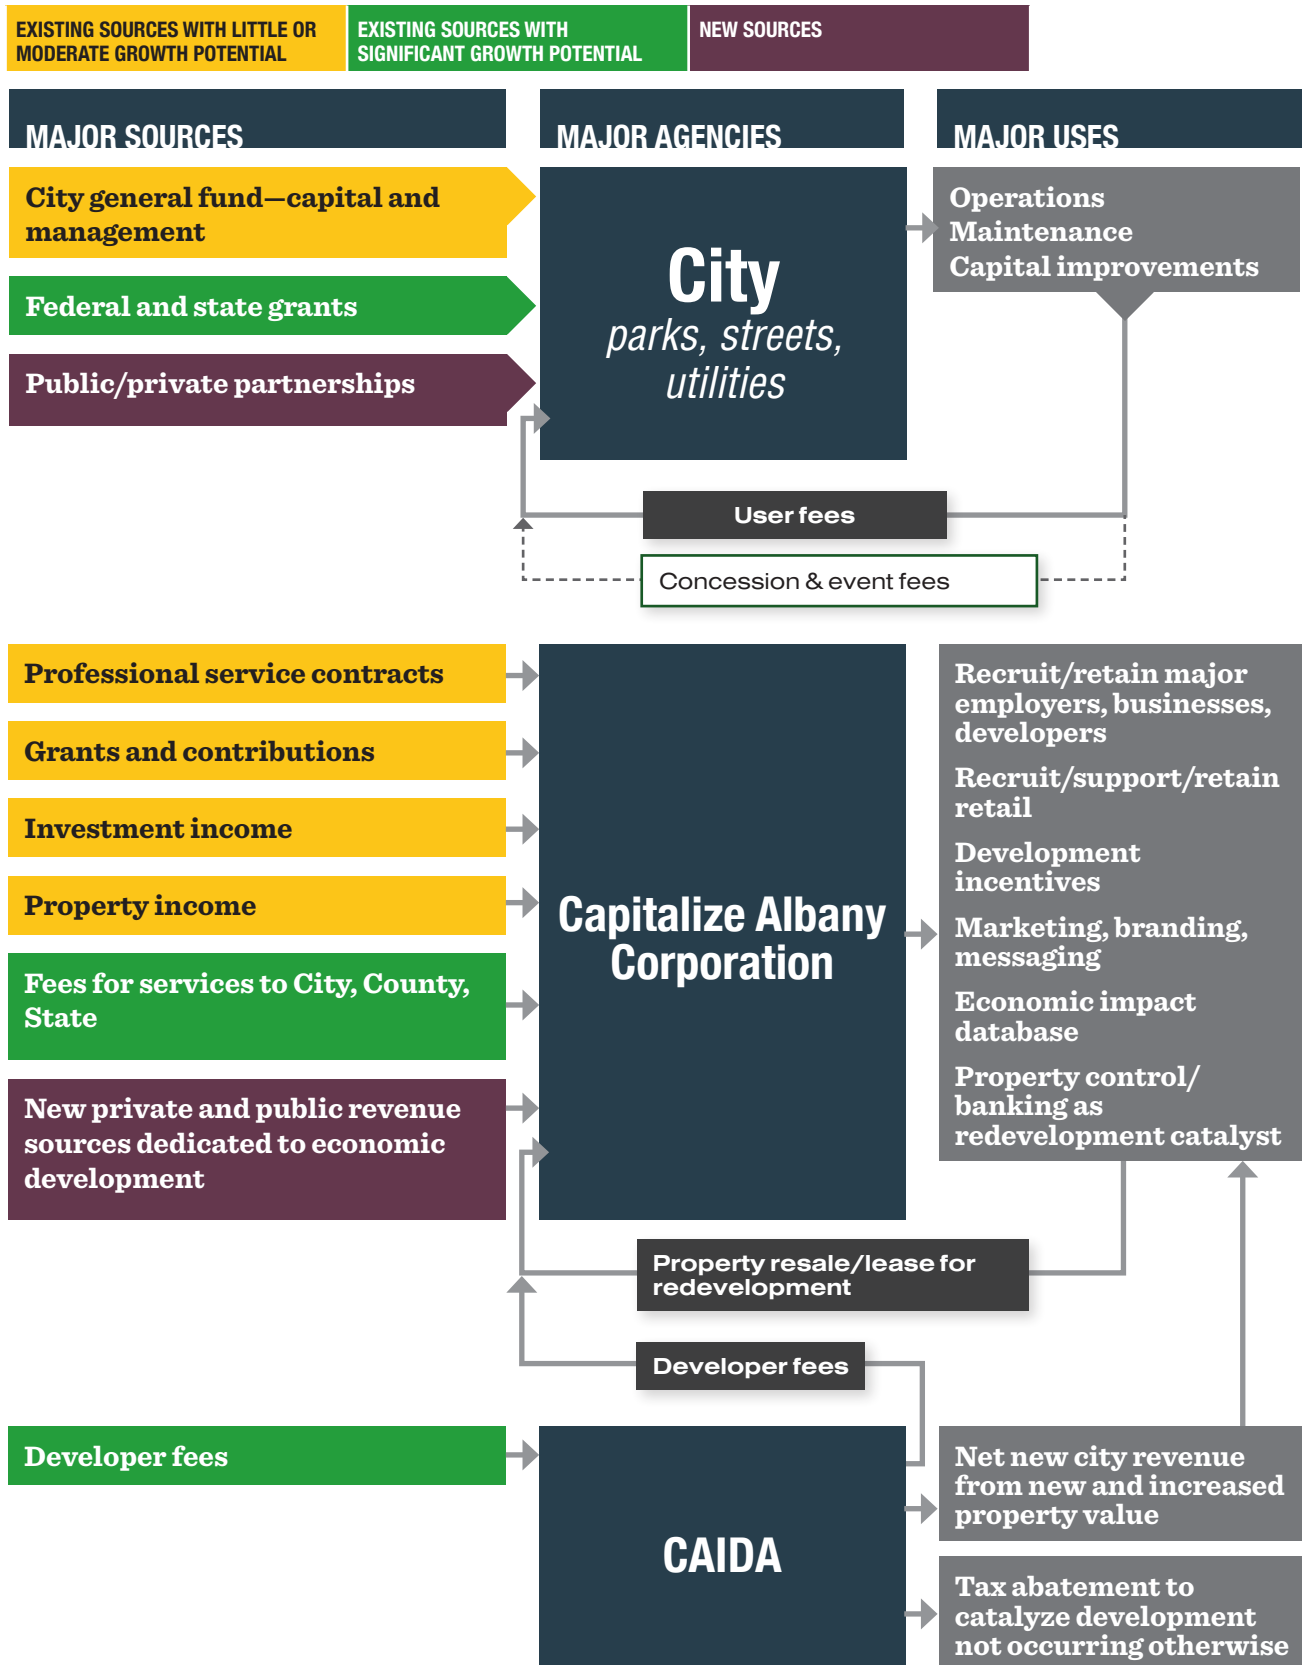 EXISTING SOURCES WITH LITTLE OR
MODERATE GROWTH POTENTIAL
EXISTING SOURCES WITH
SIGNIFICANT GROWTH POTENTIAL
NEW SOURCES
MAJOR SOURCES
MAJOR AGENCIES
MAJOR USES
City general fund—capital and
management
Federal and state grants
Public/private partnerships
City
parks, streets,
utilities
Operations
Maintenance
Capital improvements
User fees
Concession & event fees
Professional service contracts
Grants and contributions
Investment income
Property income
Fees for services to City, County,
State
New private and public revenue
sources dedicated to economic
development
Capitalize Albany
Corporation
Recruit/retain major
employers, businesses,
developers
Recruit/support/retain
retail
Development
incentives
Marketing, branding,
messaging
Economic impact
database
Property control/
banking as
redevelopment catalyst
Property resale/lease for
redevelopment
Developer fees
Developer fees
CAIDA
Net new city revenue
from new and increased
property value
Tax abatement to
catalyze development
not occurring otherwise